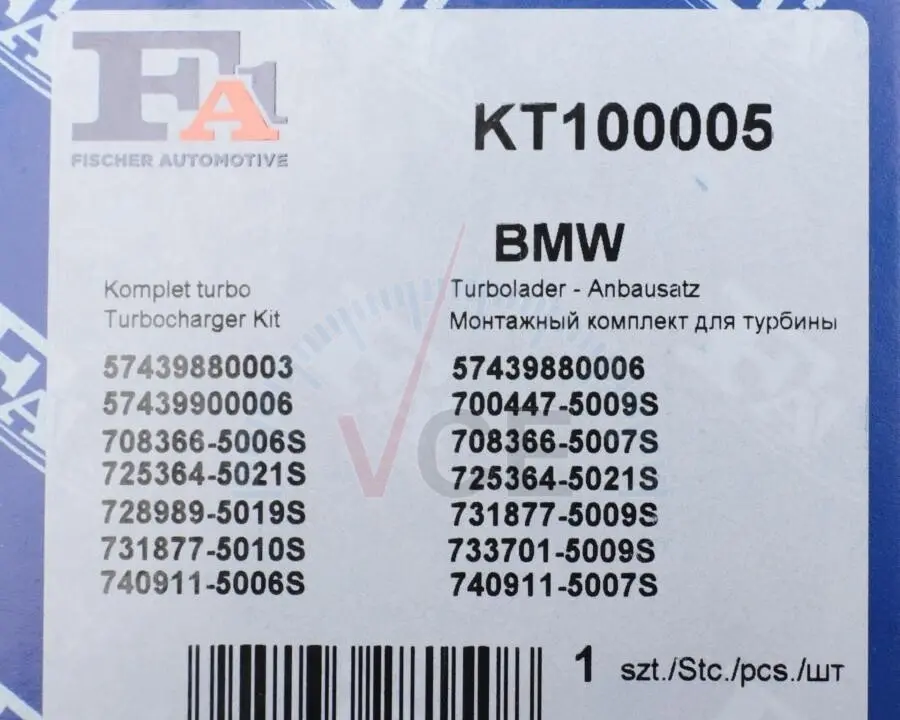 FA1
FISCHER AUTOMOTIVE
KT100005
BMW
Komplet turbo
Turbocharger Kit
Turbolader - Anbausatz
Монтажный комплект для турбины
57439880003 57439880006
57439900006 700447-5009S
708366-5006S 708366-5007S
725364-5021S 725364-5021S
728989-5019S 731877-5009S
731877-5010S 733701-5009S
740911-5006S 740911-5007S
VCE
1 szt./Stc./pcs./шт